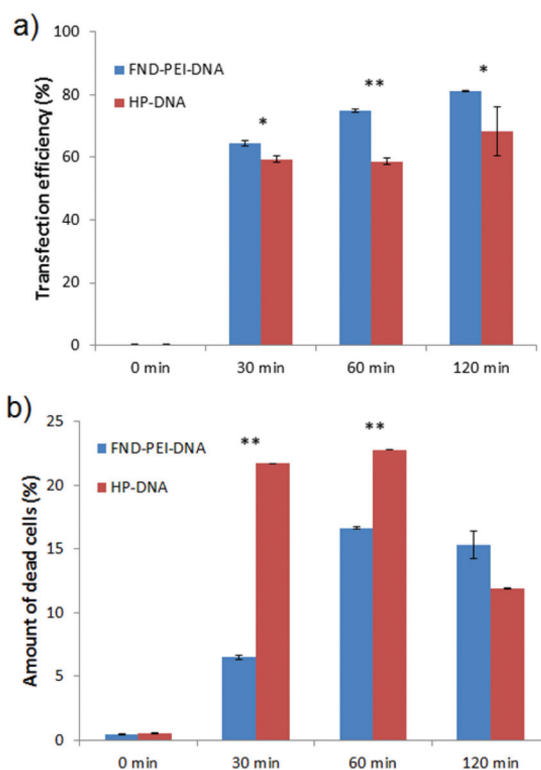 a)
Transfection efficiency (%)
100
80
60
40
20
0
FND-PEI-DNA
HP-DNA
*
**
*
0 min 30 min 60 min 120 min
b)
Amount of dead cells (%)
25
20
15
10
5
0
FND-PEI-DNA
HP-DNA
**
**
0 min 30 min 60 min 120 min